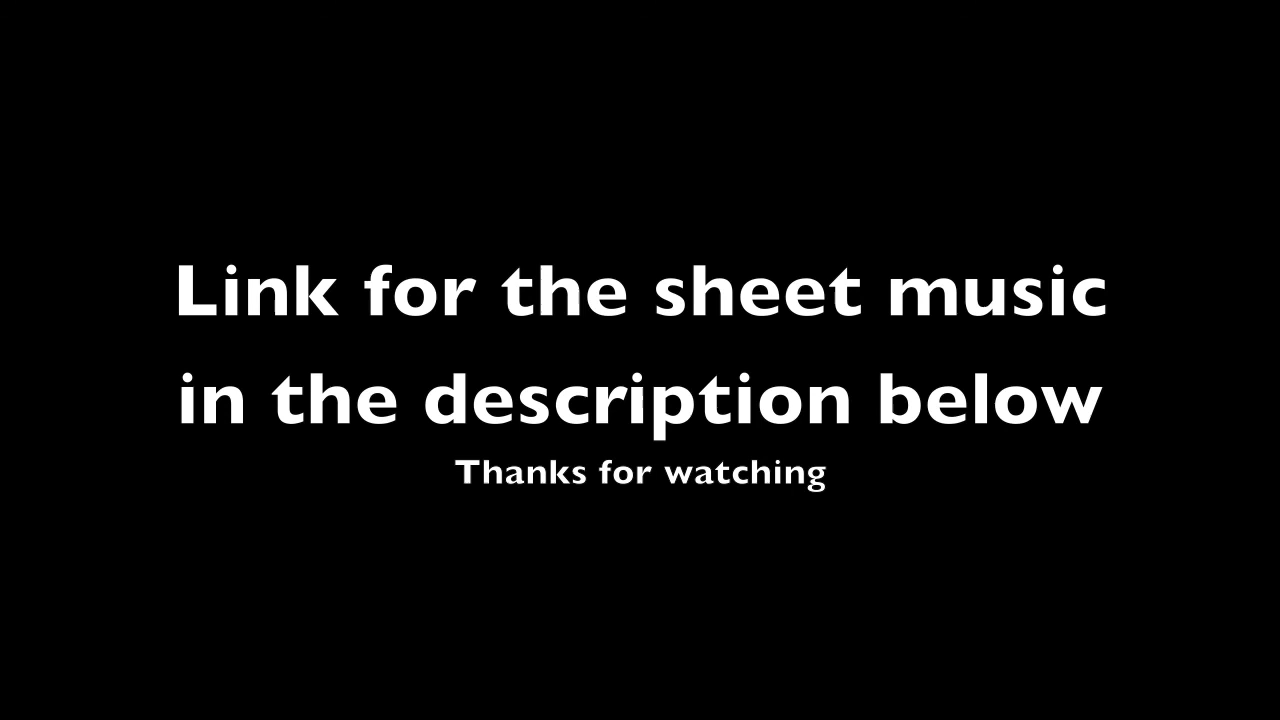 Link for the sheet music
in the description below
Thanks for watching